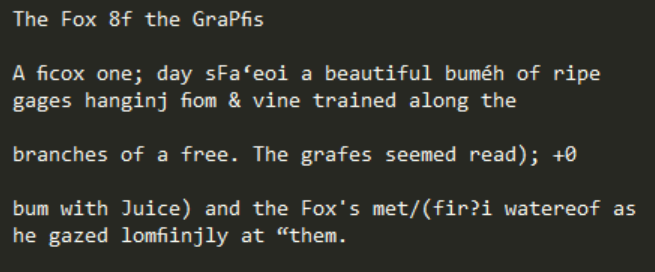 The Fox 8f the GraPfis
A ficox one; day sFa‘eoi a beautiful buméh of ripe
gages hanginj fiom & vine trained along the
branches of a free. The grafes seemed read); +0
bum with Juice) and the Fox's met/(fir?i watereof as
he gazed lomfiinjly at “them.